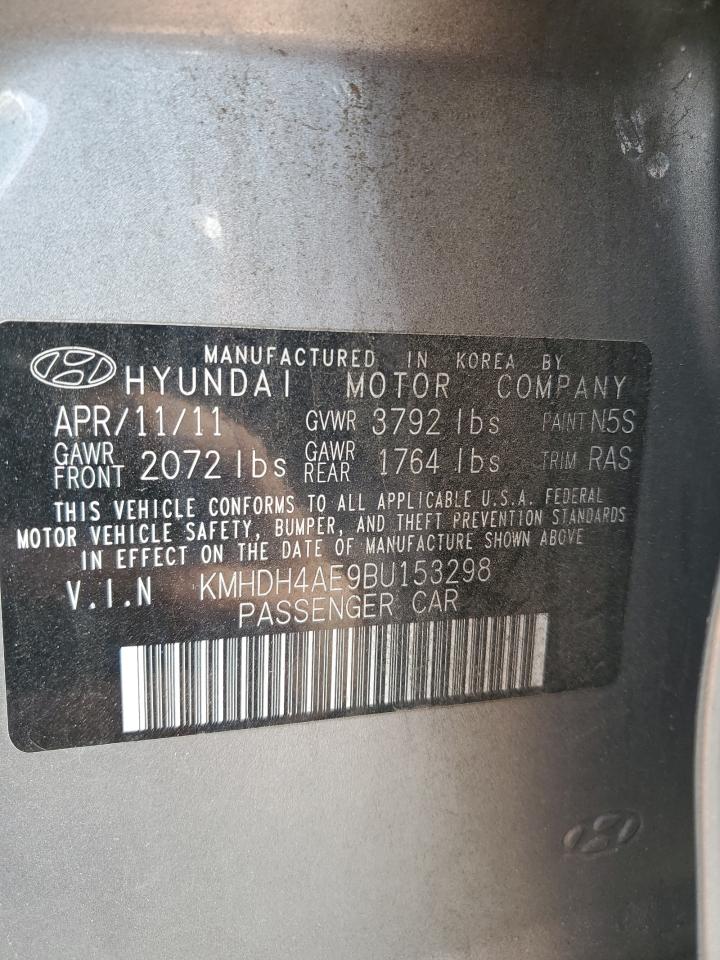 MANUFACTURED IN KOREA BY
HYUNDAI MOTOR COMPANY
APR/11/11 GVWR 3792 lbs PAINT N5S
GAWR FRONT 2072 lbs GAWR REAR 1764 lbs TRIM RAS
THIS VEHICLE CONFORMS TO ALL APPLICABLE U.S.A. FEDERAL
MOTOR VEHICLE SAFETY, BUMPER, AND THEFT PREVENTION STANDARDS
IN EFFECT ON THE DATE OF MANUFACTURE SHOWN ABOVE
V.I.N KMHDH4AE9BU153298
PASSENGER CAR